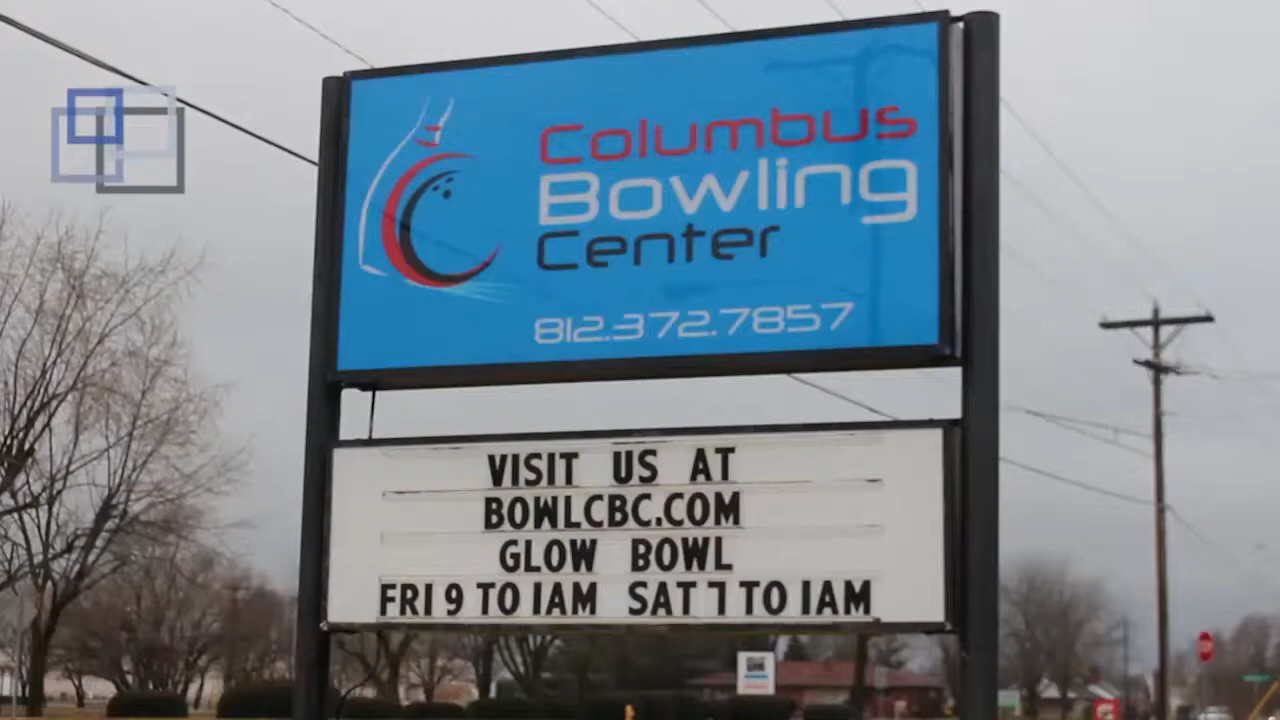 Columbus
Bowling
Center
812.372.7857
VISIT US AT
BOWLCBC.COM
GLOW BOWL
FRI 9 TO 1AM SAT 7 TO 1AM